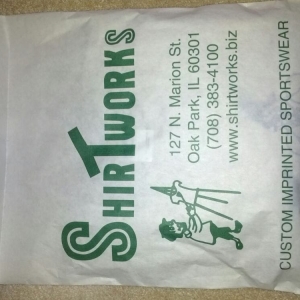 SHIRTWORKS
127 N. Marion St.
Oak Park, IL 60301
(708) 383-4100
www.shirtworks.biz
CUSTOM IMPRINTED SPORTSWEAR